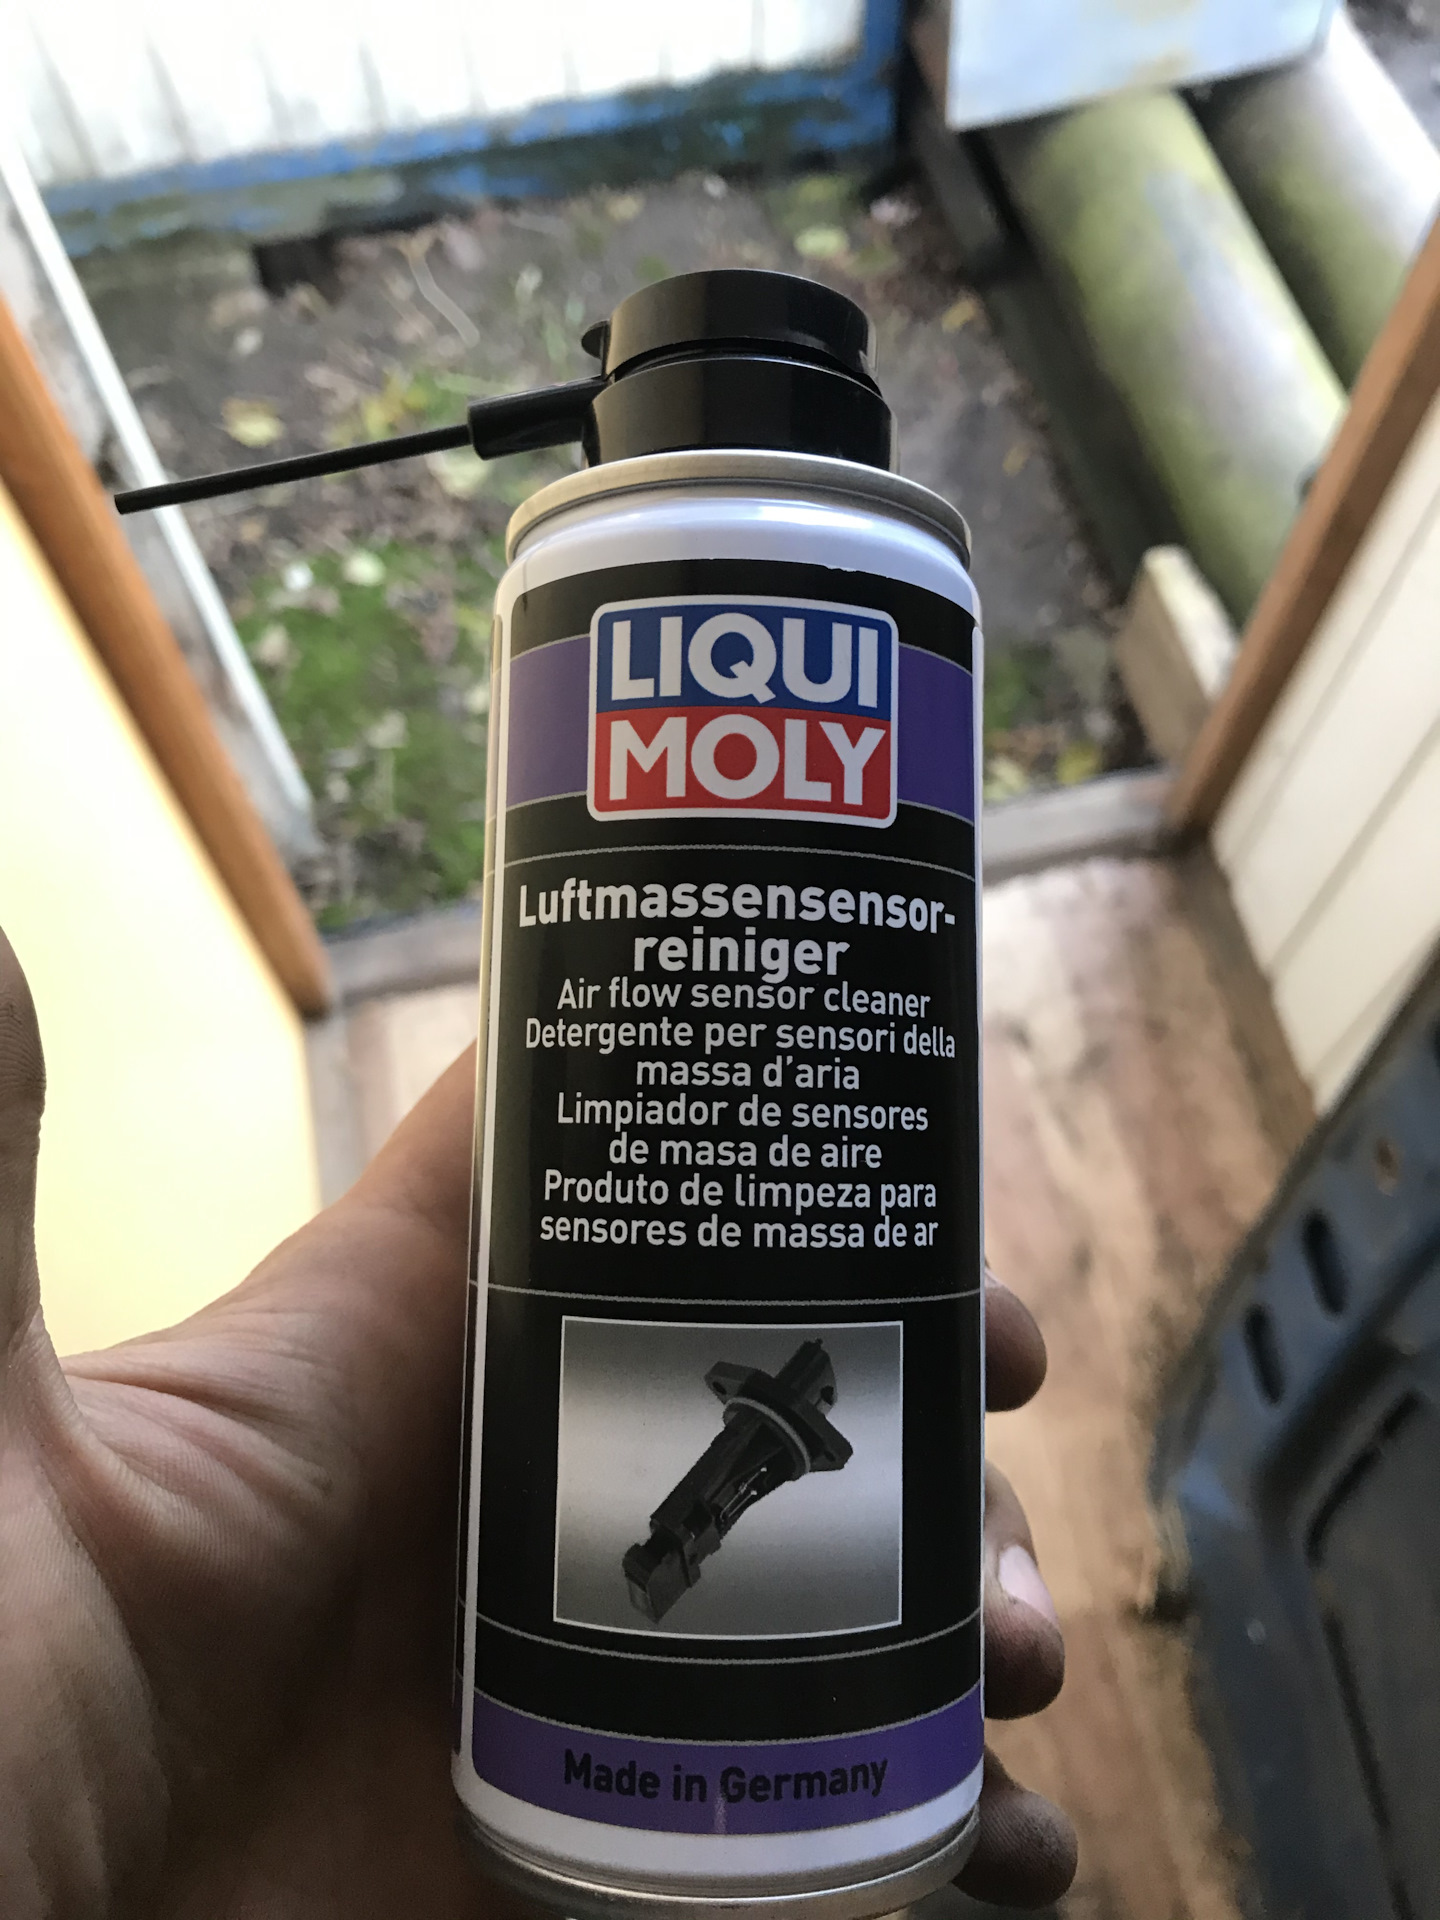 LIQUI
MOLY
Luftmassensensor-
reiniger
Air flow sensor cleaner
Detergente per sensori della
massa d'aria
Limpiador de sensores
de masa de aire
Produto de limpeza para
sensores de massa de ar
Made in Germany